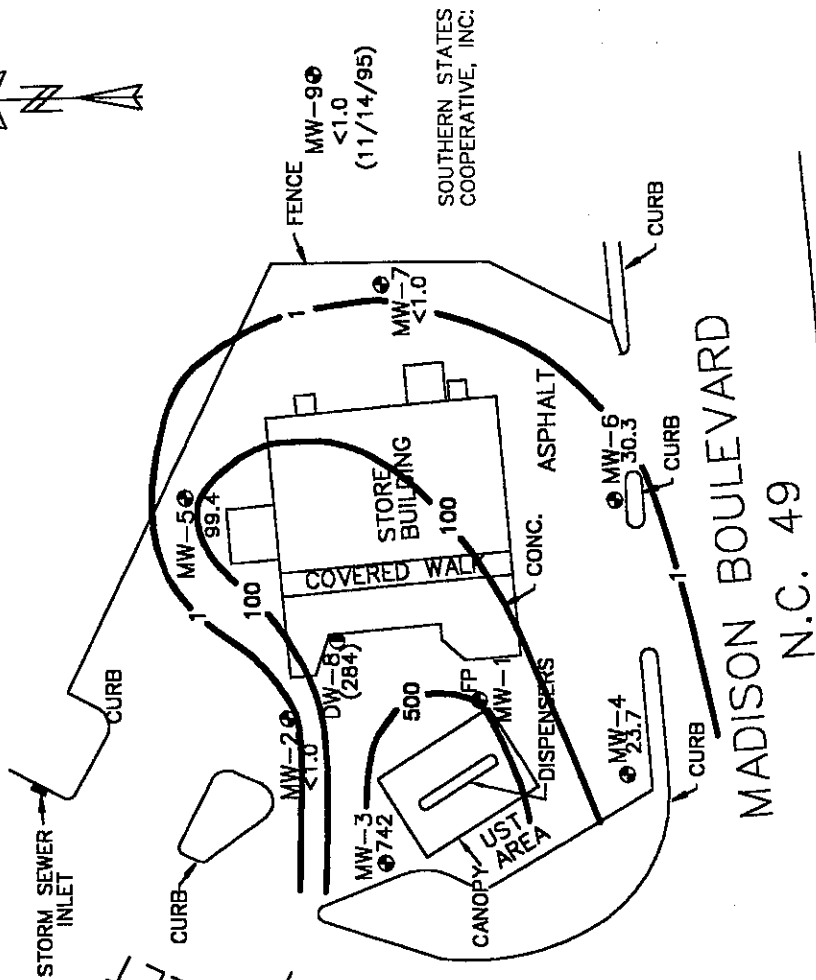 MW-9
<1.0
(11/14/95)
FENCE
SOUTHERN STATES
COOPERATIVE, INC.
1
MW-7
<1.0
CURB
ASPHALT
MW-5
99.4
STORE
BUILDING
100
COVERED WALK
CONC.
MW-6
30.3
CURB
1
100
CURB
DW-8
(284)
MW-2
<1.0
500
FP
MW-1
DISPENSERS
MW-4
23.7
CURB
1
MW-3
742
UST
AREA
CANOPY
CURB
STORM SEWER
INLET
MADISON BOULEVARD
N.C. 49